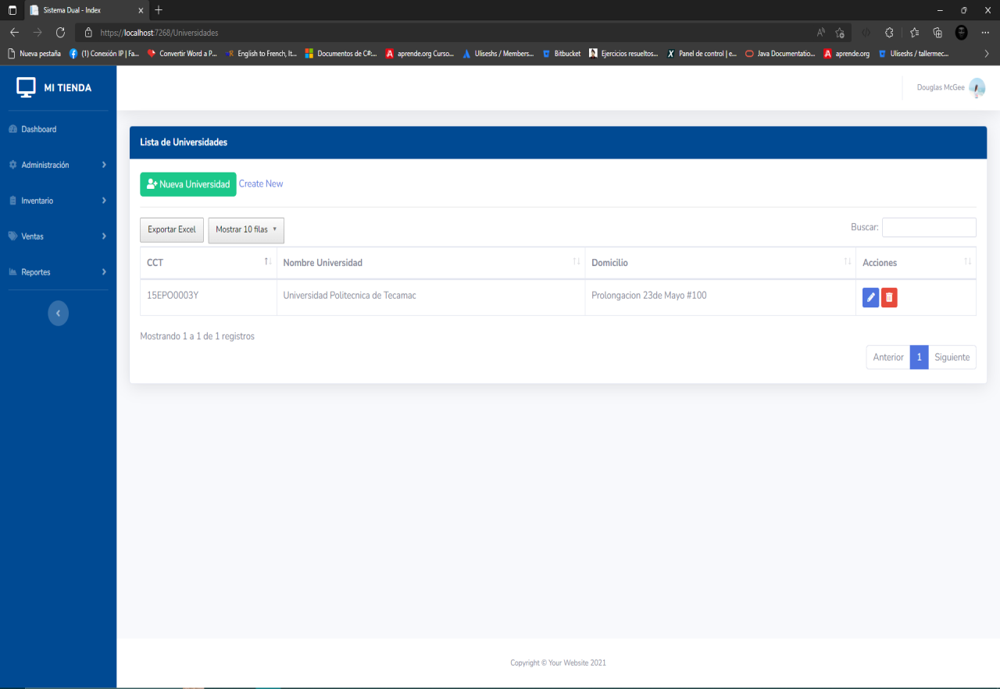 Sistema Dual - Index
https://localhost:7268/Universidades
Nueva pestaña (1) Conexión IP | Fa... Convertir Word a P... English to French, It... Documentos de C#:... aprende.org Curso... Uliseshs / Members... Bitbucket Ejercicios resueltos... Panel de control | e... Java Documentatio... aprende.org Uliseshs / tallermec...
MI TIENDA
Douglas McGee
Dashboard
Administración
Inventario
Ventas
Reportes
Lista de Universidades
Nueva Universidad Create New
Exportar Excel Mostrar 10 filas Buscar:
CCT Nombre Universidad Domicilio Acciones
15EPO0003Y Universidad Politecnica de Tecamac Prolongacion 23de Mayo #100
Mostrando 1 a 1 de 1 registros
Anterior 1 Siguiente
Copyright © Your Website 2021